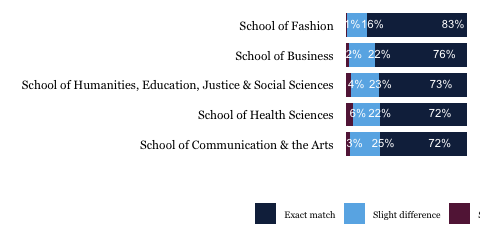 School of Fashion 1% 16% 83%
School of Business 2% 22% 76%
School of Humanities, Education, Justice & Social Sciences 4% 23% 73%
School of Health Sciences 6% 22% 72%
School of Communication & the Arts 3% 25% 72%
Exact match Slight difference